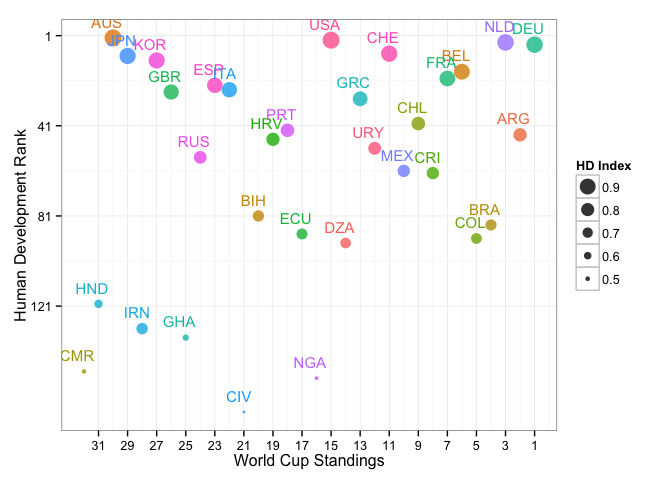 AUS
USA
NLD
DEU
JPN
KOR
CHE
ESP
ITA
FRA
BEL
GBR
GRC
HRV
PRT
CHL
ARG
RUS
URY
MEX
CRI
BIH
ECU
DZA
COL
BRA
HND
IRN
GHA
CMR
NGA
CIV
1
41
81
121
Human Development Rank
31 29 27 25 23 21 19 17 15 13 11 9 7 5 3 1
World Cup Standings
HD Index
0.9
0.8
0.7
0.6
0.5